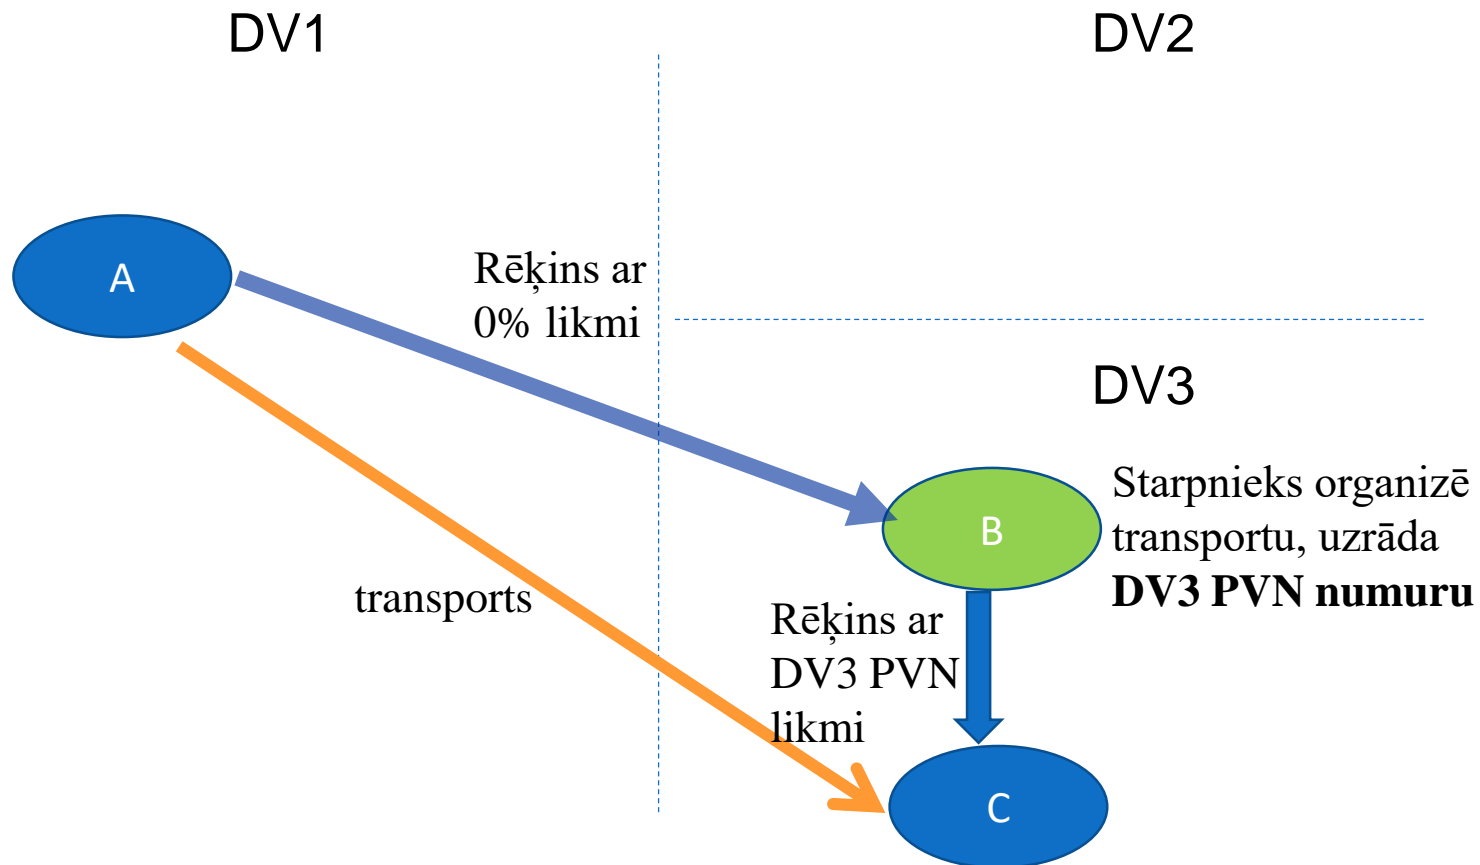 DV1
DV2
A
Rēķins ar
0% likmi
DV3
Starpnieks organizē
transportu, uzrāda
DV3 PVN numuru
B
transports
Rēķins ar
DV3 PVN
likmi
C